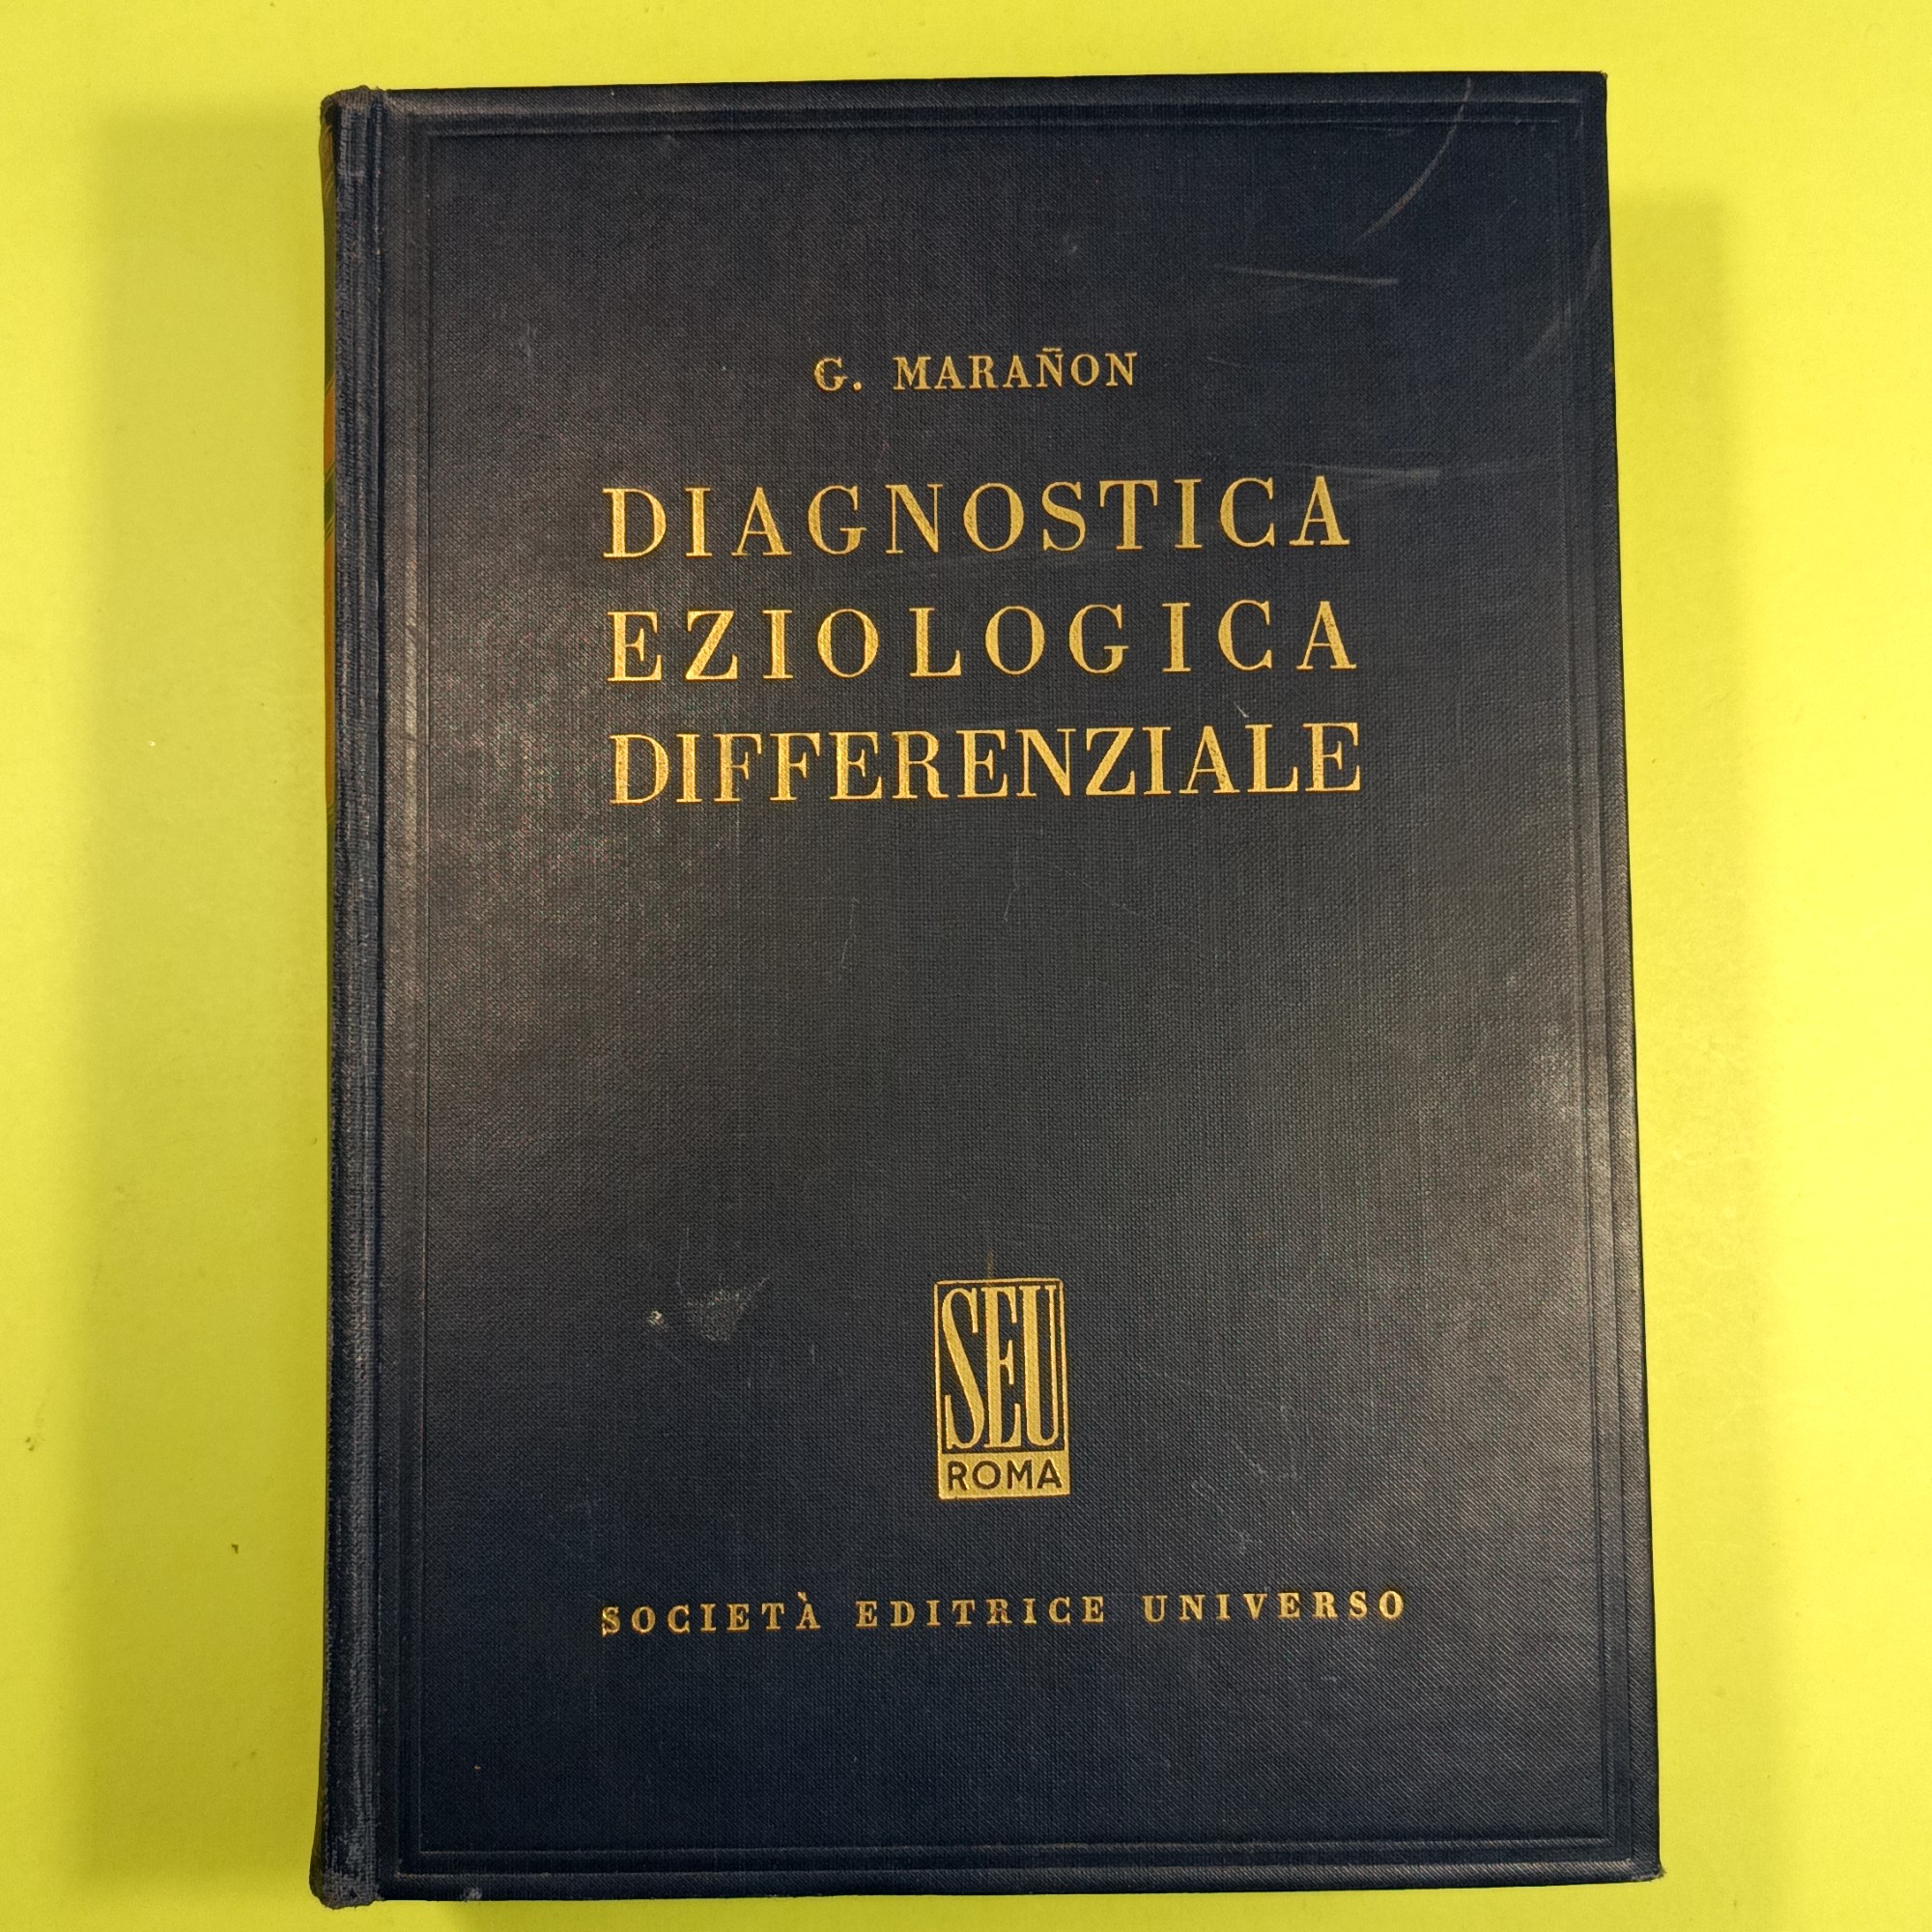 G. MARAÑON
DIAGNOSTICA
EZIOLOGICA
DIFFERENZIALE
SEU
ROMA
SOCIETÀ EDITRICE UNIVERSO